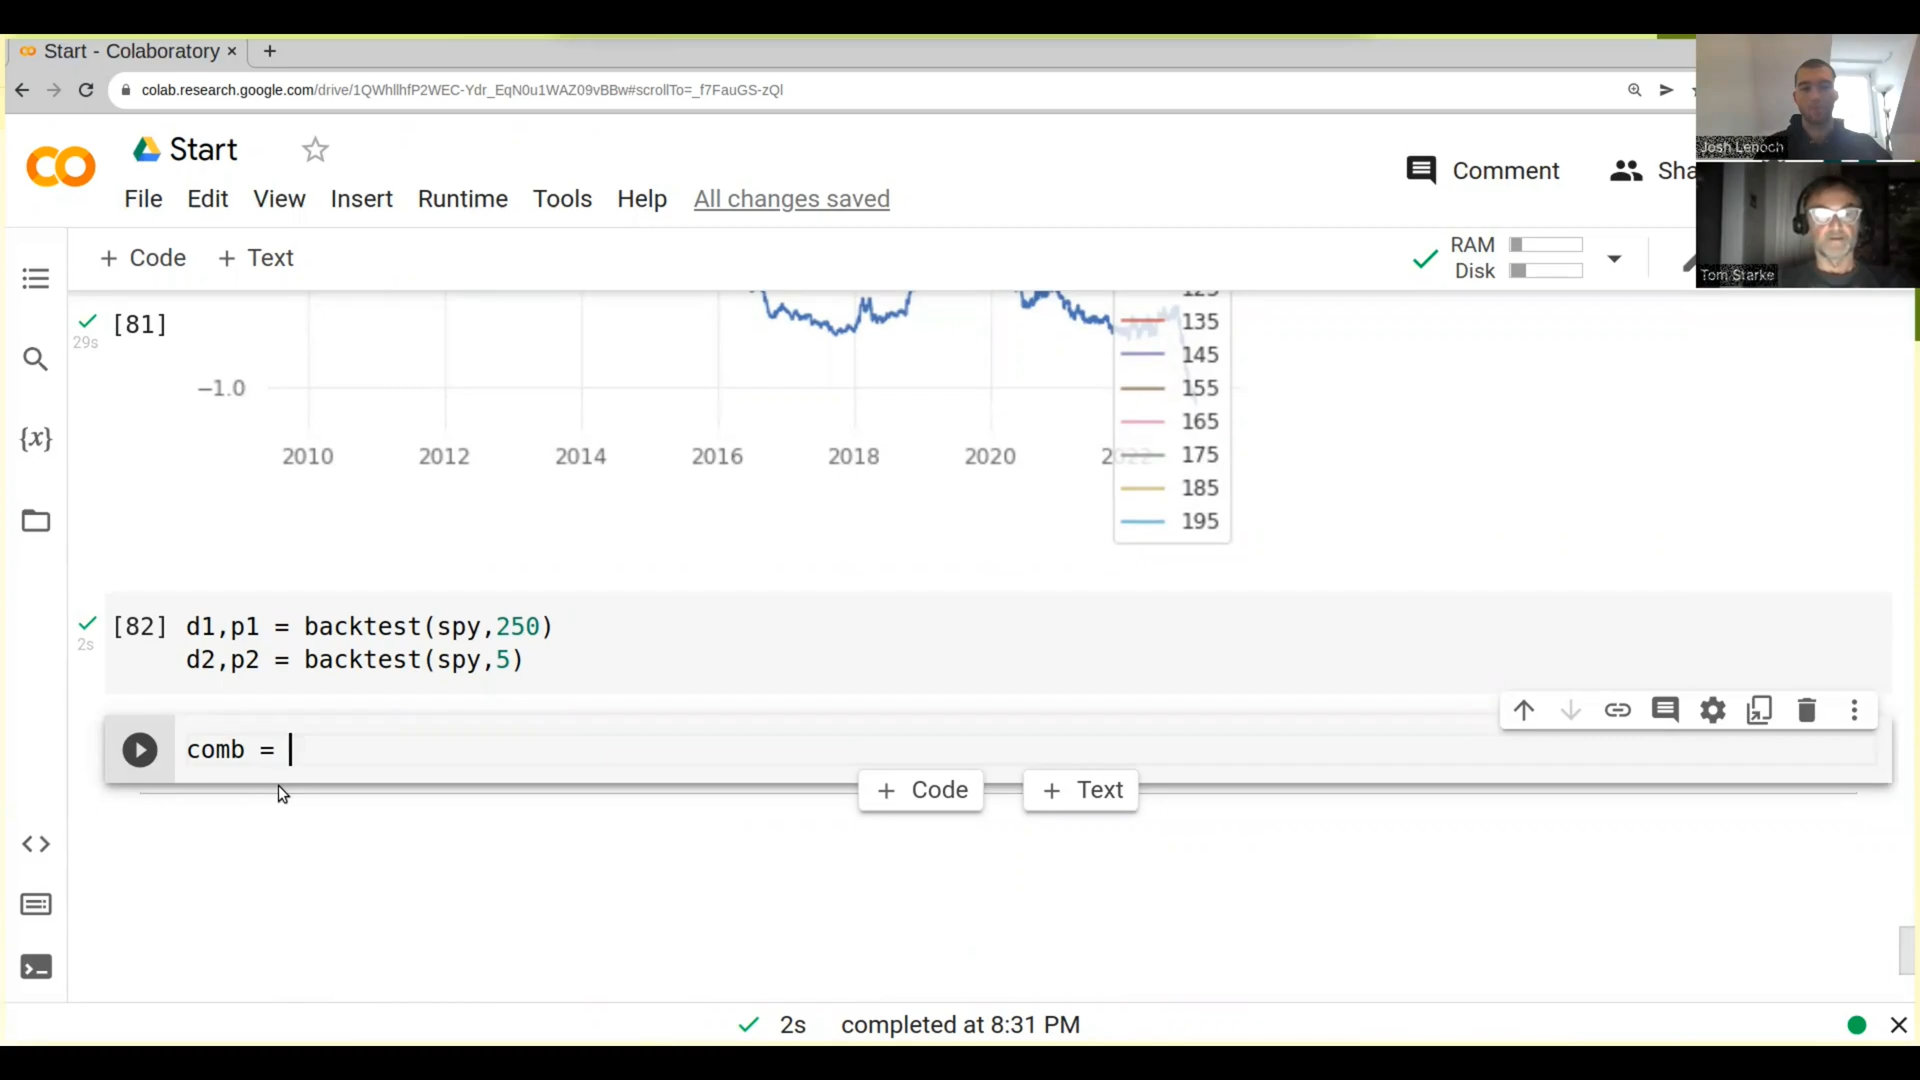 Start - Colaboratory
colab.research.google.com/drive/1QWhllhfP2WEC-Ydr_EqN0u1WAZ09vBBw#scrollTo=_f7FauGS-zQl
Start
Comment
Sha
Josh Lenoch
File Edit View Insert Runtime Tools Help All changes saved
+ Code + Text
RAM
Disk
Tom Starke
[81]
29s
125
135
145
155
165
175
185
195
−1.0
2010 2012 2014 2016 2018 2020 2022
[82] d1,p1 = backtest(spy,250)
2s
d2,p2 = backtest(spy,5)
comb =
+ Code + Text
2s completed at 8:31 PM